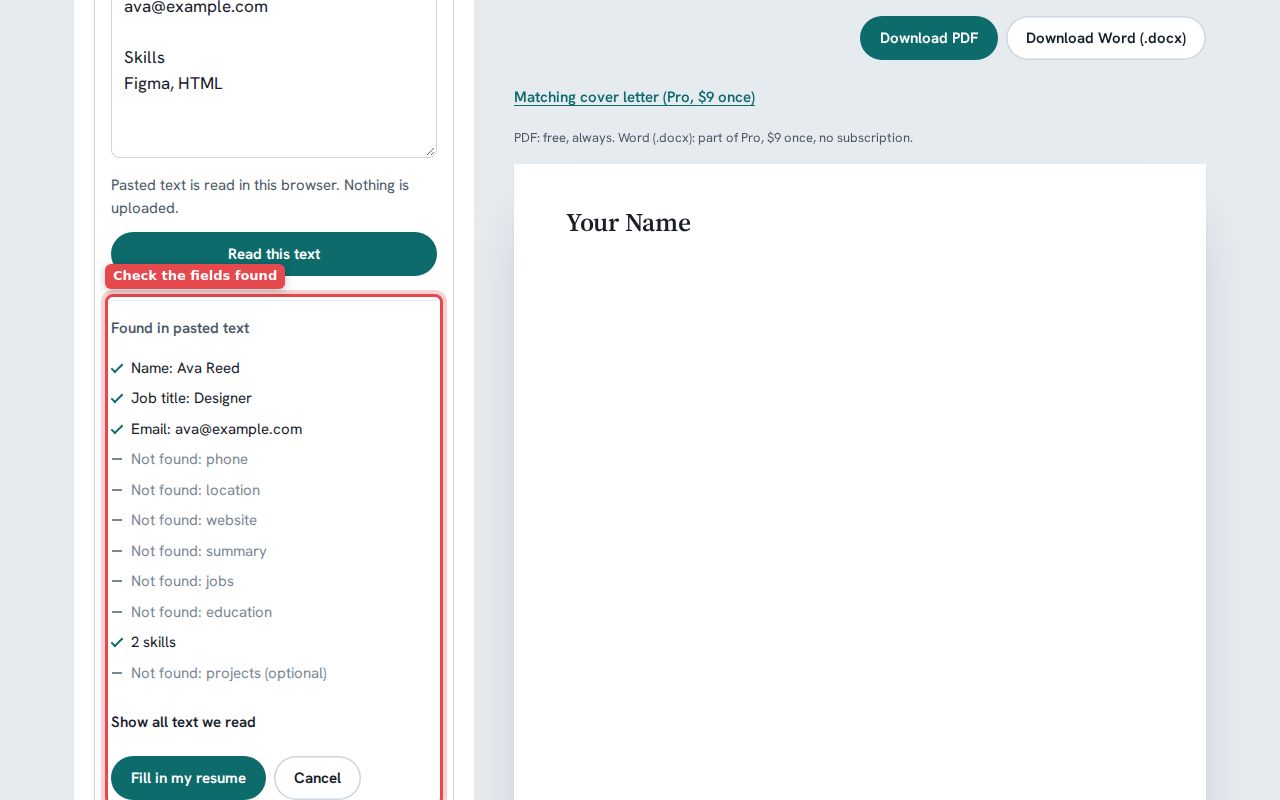 ava@example.com
Skills
Figma, HTML
Pasted text is read in this browser. Nothing is
uploaded.
Read this text
Check the fields found
Found in pasted text
Name: Ava Reed
Job title: Designer
Email: ava@example.com
Not found: phone
Not found: location
Not found: website
Not found: summary
Not found: jobs
Not found: education
2 skills
Not found: projects (optional)
Show all text we read
Fill in my resume
Cancel
Download PDF
Download Word (.docx)
Matching cover letter (Pro, $9 once)
PDF: free, always. Word (.docx): part of Pro, $9 once, no subscription.
Your Name